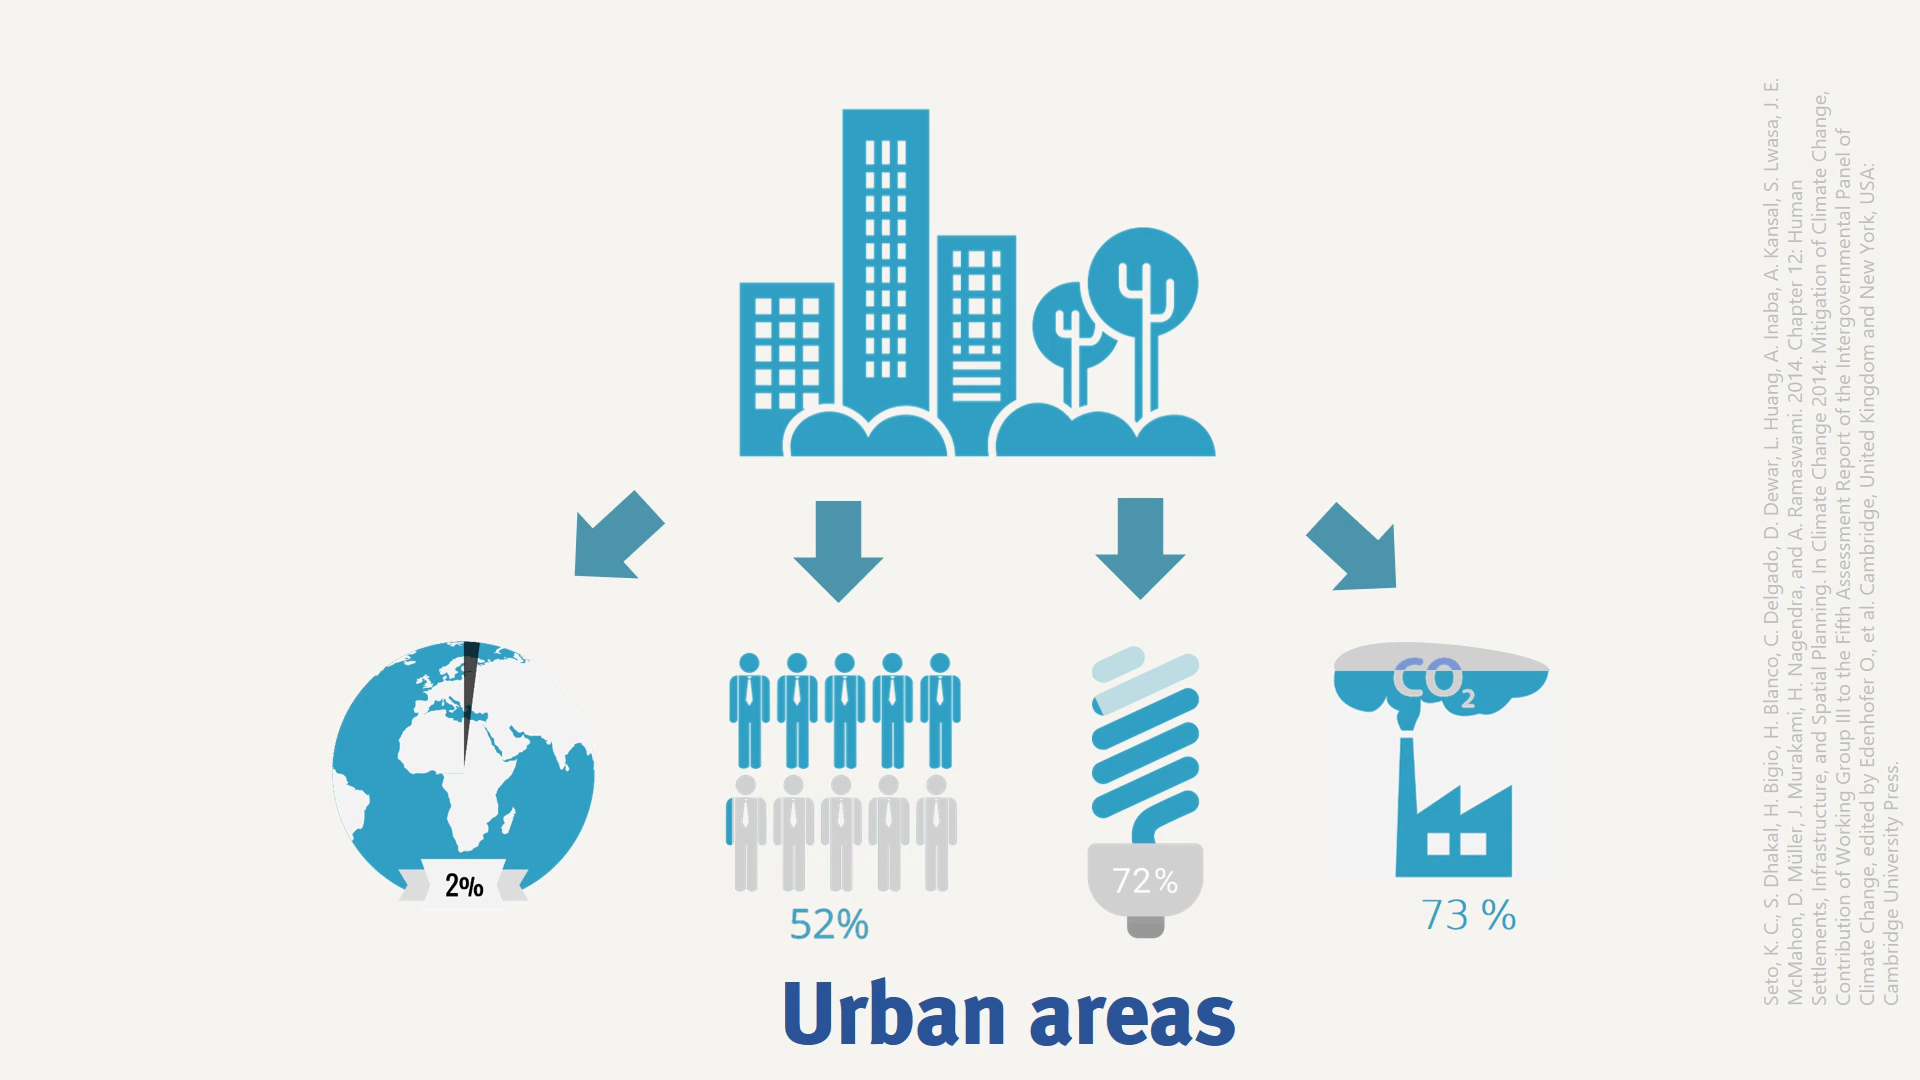 CO2
2%
52%
72%
73 %
Urban areas
Seto, K. C., S. Dhakal, H. Bigio, H. Blanco, C. Delgado, D. Dewar, L. Huang, A. Inaba, A. Kansal, S. Lwasa, J. E.
McMahon, D. Müller, J. Murakami, H. Nagendra, and A. Ramaswami. 2014. Chapter 12: Human
Settlements, Infrastructure, and Spatial Planning. In Climate Change 2014: Mitigation of Climate Change,
Contribution of Working Group III to the Fifth Assessment Report of the Intergovernmental Panel of
Climate Change, edited by Edenhofer O., et al. Cambridge, United Kingdom and New York, USA:
Cambridge University Press.